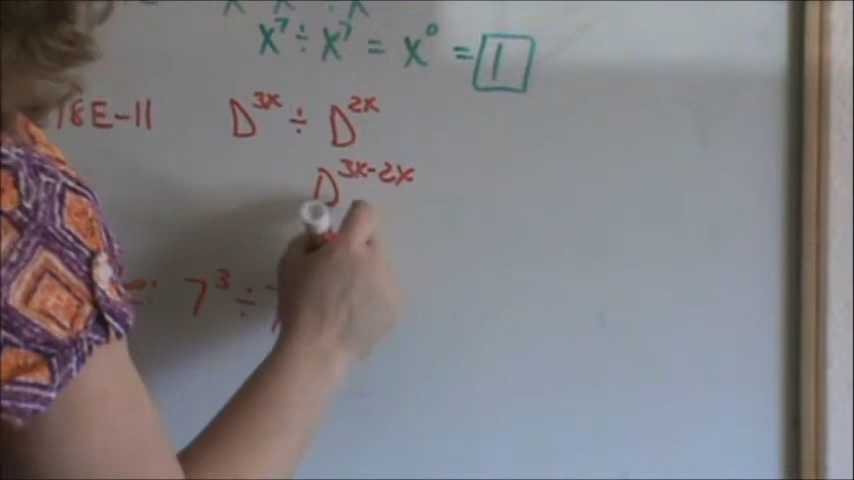 x⁷ ÷ x⁷ = x⁰ = 1
18E-11 D³ˣ ÷ D²ˣ
D³ˣ⁻²ˣ
7³ ÷